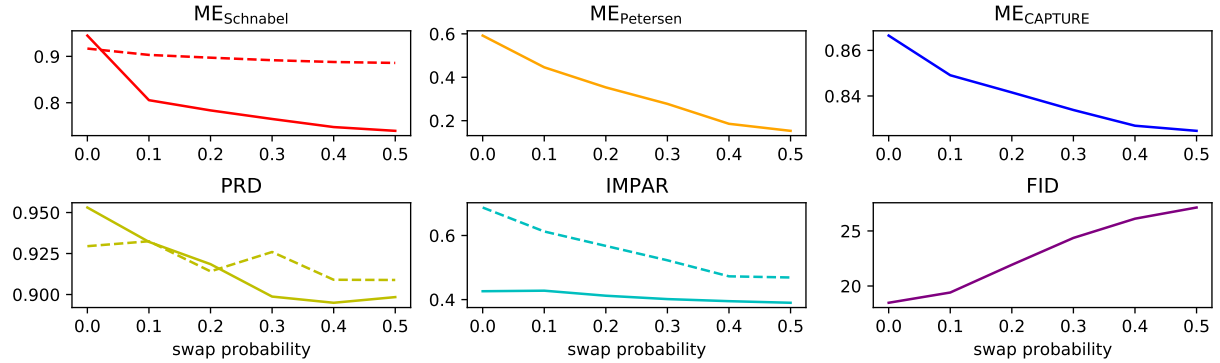 ME_Schnabel
0.9
0.8
0.0 0.1 0.2 0.3 0.4 0.5
ME_Petersen
0.6
0.4
0.2
0.0 0.1 0.2 0.3 0.4 0.5
ME_CAPTURE
0.86
0.84
0.0 0.1 0.2 0.3 0.4 0.5
PRD
0.950
0.925
0.900
0.0 0.1 0.2 0.3 0.4 0.5
swap probability
IMPAR
0.6
0.4
0.0 0.1 0.2 0.3 0.4 0.5
swap probability
FID
25
20
0.0 0.1 0.2 0.3 0.4 0.5
swap probability